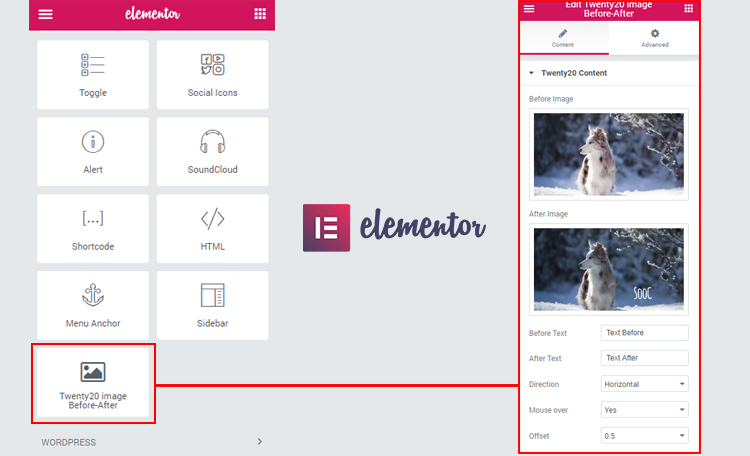 elementor
Toggle
Social Icons
Alert
SoundCloud
[...]
Shortcode
HTML
Menu Anchor
Sidebar
Twenty20 image
Before-After
WORDPRESS
elementor
Edit Twenty20 image
Before-After
Content
Advanced
Twenty20 Content
Before Image
After Image
SooC
Before Text
Text Before
After Text
Text After
Direction
Horizontal
Mouse over
Yes
Offset
0.5